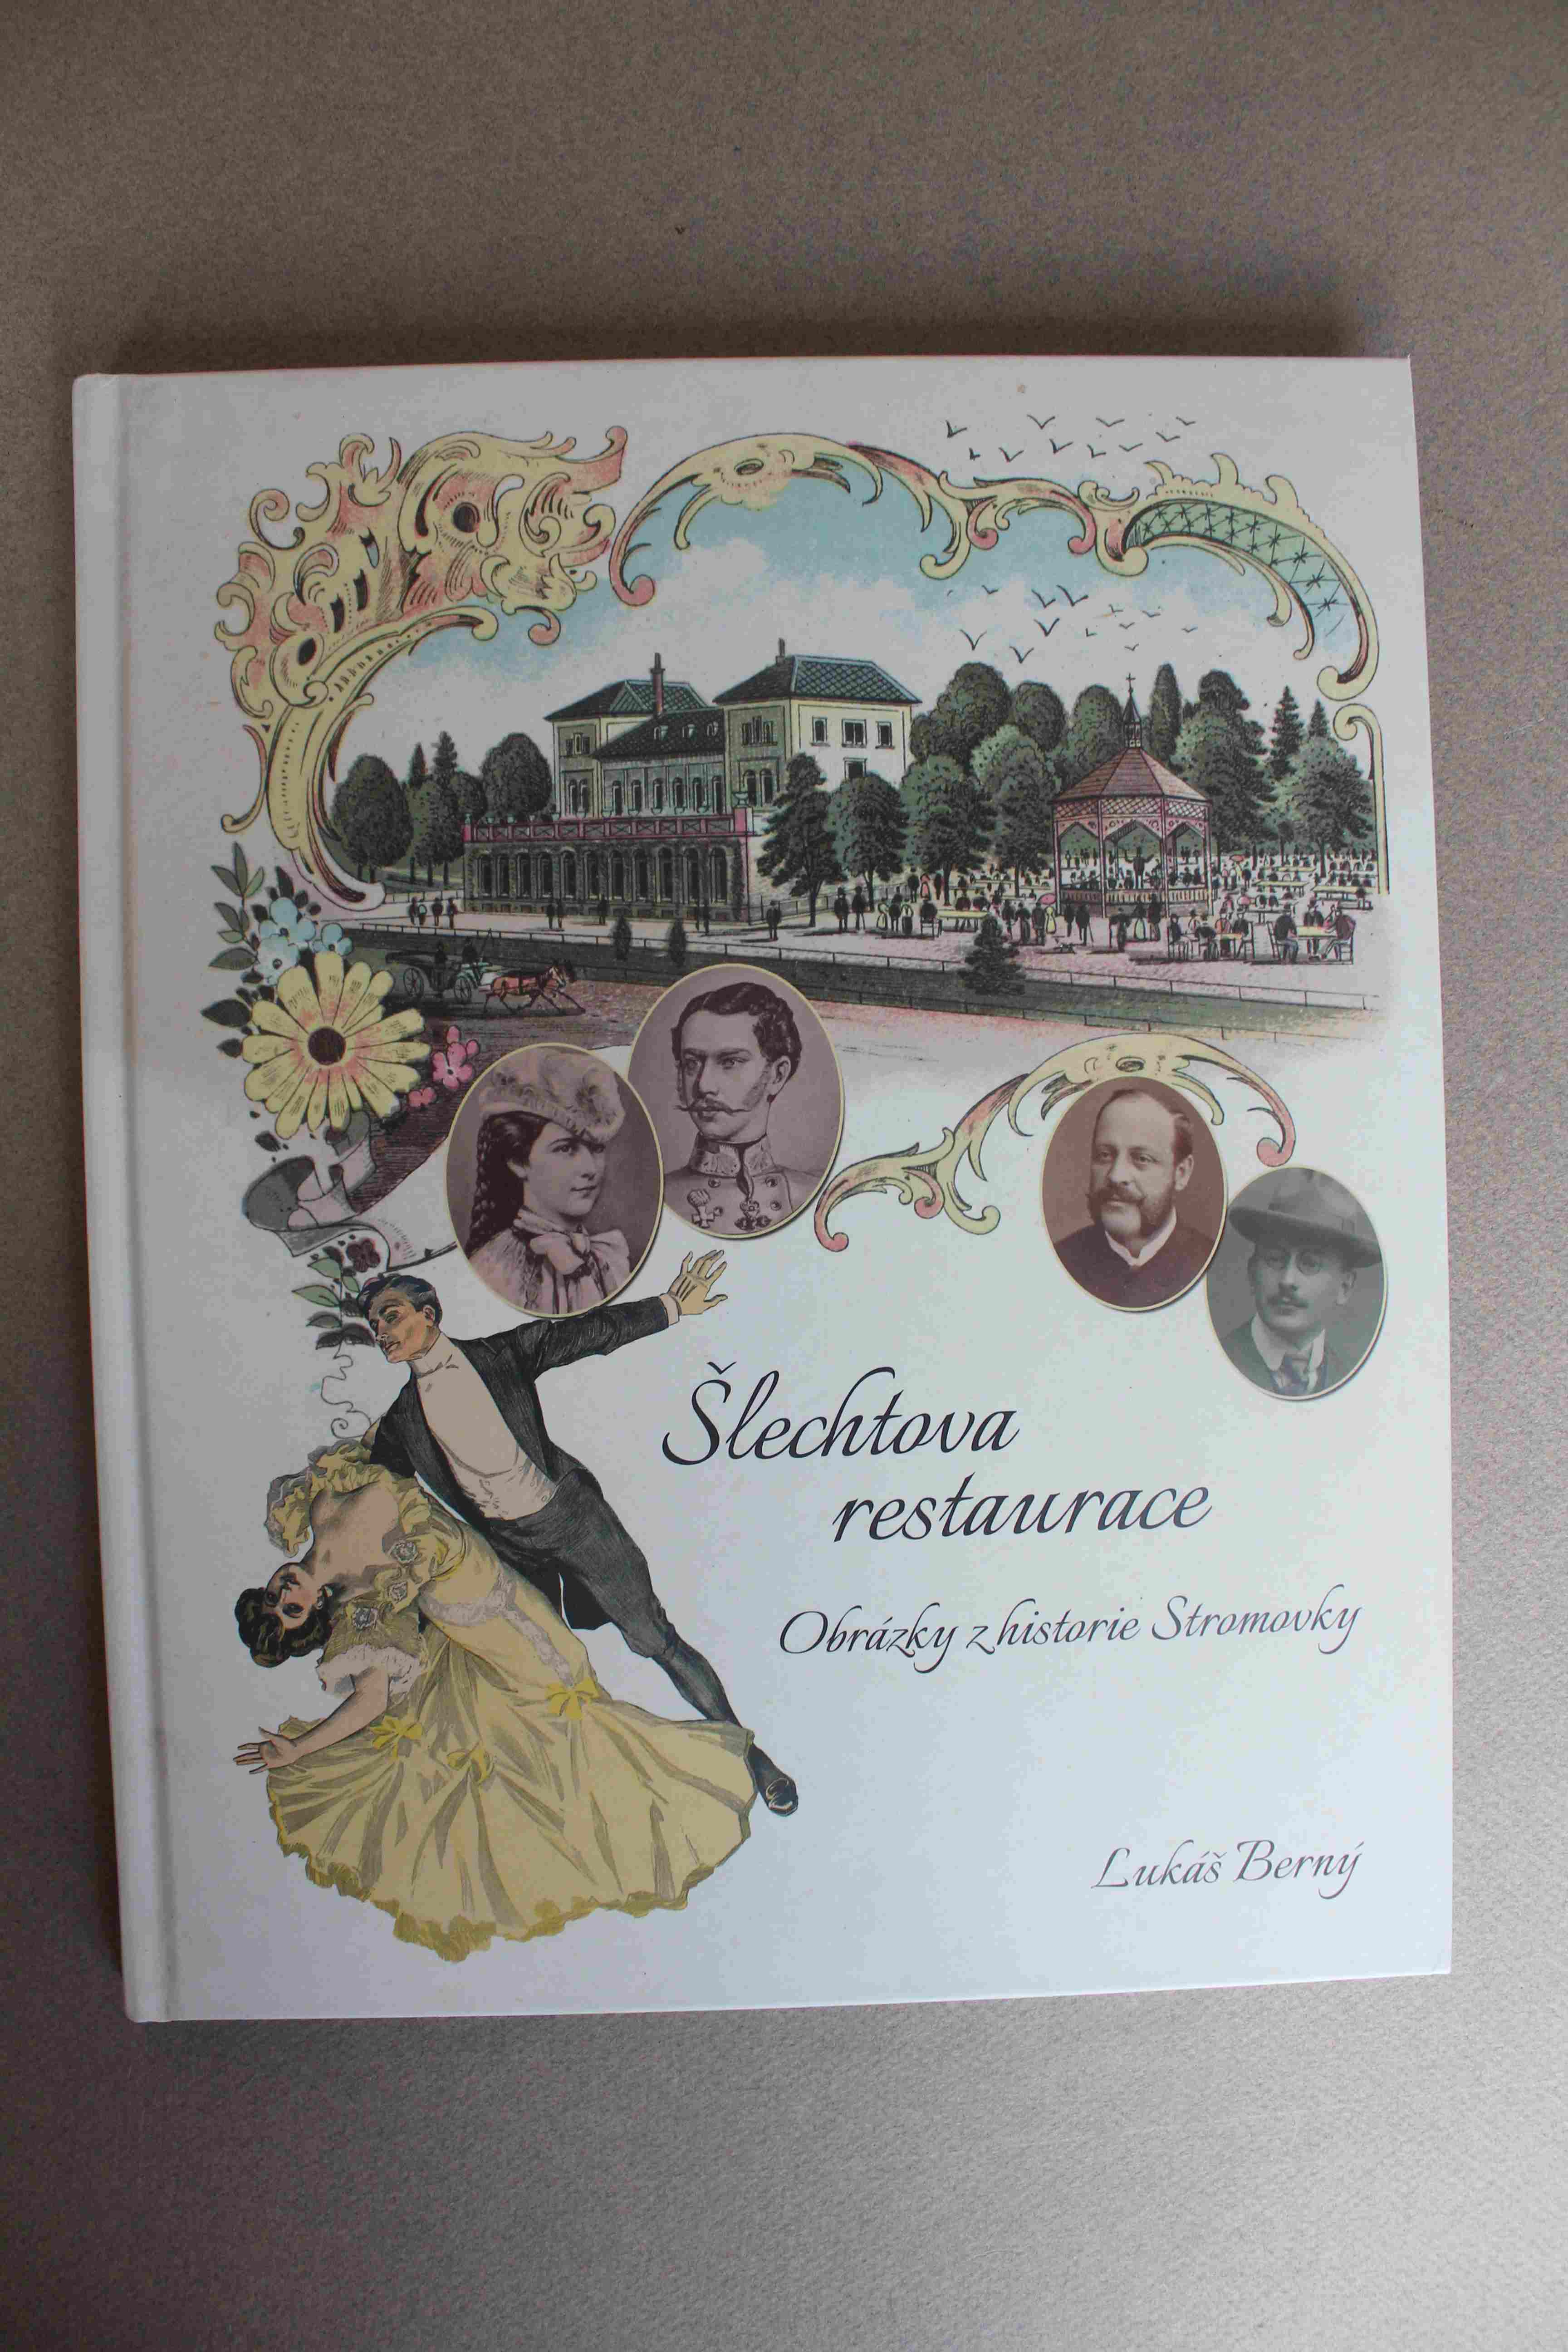 Šlechtova
restaurace
Obrázky z historie Stromovky
Lukáš Berný